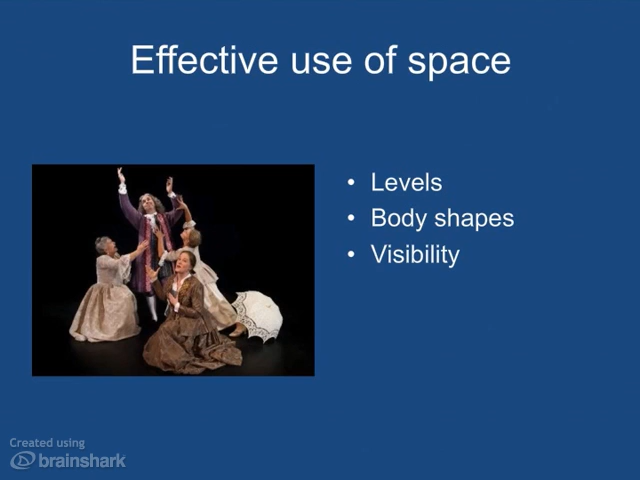 Effective use of space
• Levels
• Body shapes
• Visibility
Created using
brainshark